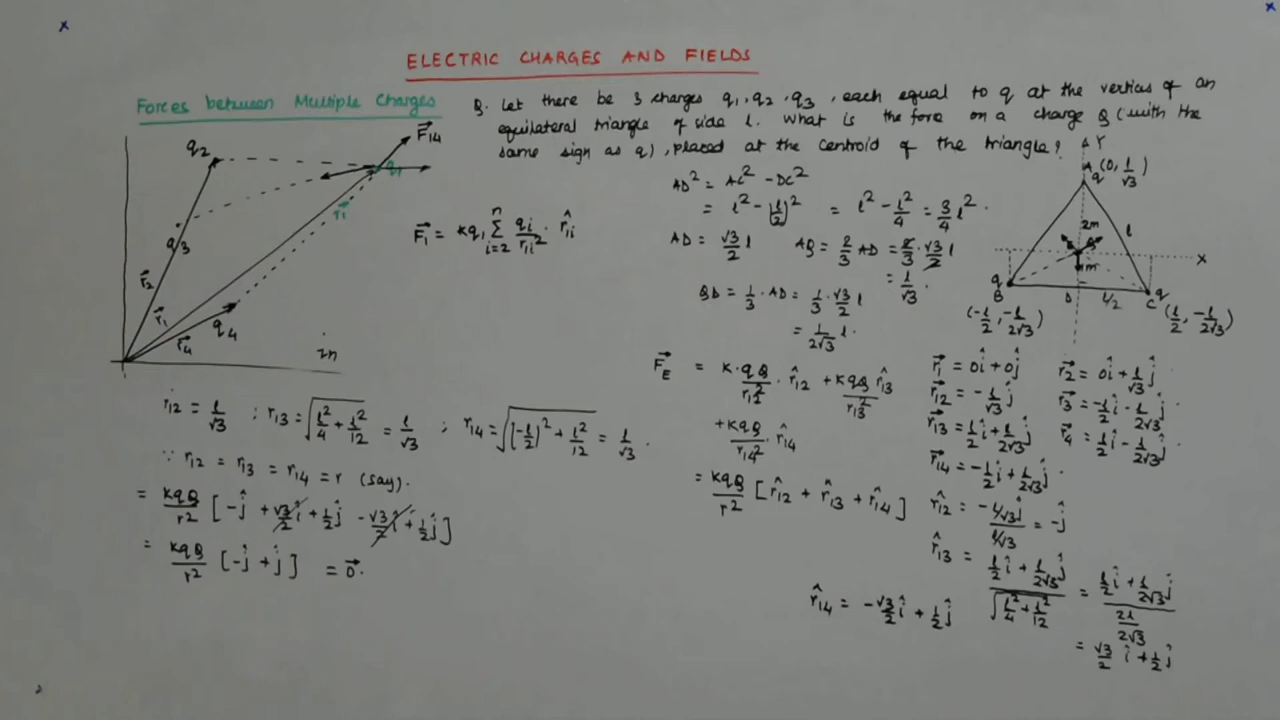 ELECTRIC CHARGES AND FIELDS
Forces between Multiple Charges
q2
F⃗14
q1
r⃗1
q3
r⃗2
r⃗1
r⃗4
q4
F⃗1 = kq1 Σ(i=2 to n) qi/r1i² · r̂1i
Q. Let there be 3 charges q1, q2, q3, each equal to q at the vertices of an
equilateral triangle of side l. What is the force on a charge Q (with the
same sign as q), placed at the centroid of the triangle?
AD² = AC² - DC²
= l² - (l/2)² = l² - l²/4 = 3/4 l².
AD = √3/2 l AQ = 2/3 AD = 2/3 · √3/2 l
= l/√3.
QD = 1/3 · AD = 1/3 · √3/2 l
= 1/2√3 l.
Y
A (0, l/√3)
q
l
2m
Q
X
m
q
B
D
l/2
C
q
(-l/2, -l/2√3)
(l/2, -l/2√3)
F⃗E = k·qQ/r12² · r̂12 + kqQ/r13² r̂13
+ kqQ/r14² · r̂14
= kqQ/r² [r̂12 + r̂13 + r̂14]
r⃗1 = 0î + 0ĵ
r⃗12 = -l/√3 ĵ
r⃗13 = l/2 î + l/2√3 ĵ
r⃗14 = -l/2 î + l/2√3 ĵ
r⃗2 = 0î + l/√3 ĵ
r⃗3 = -l/2 î - l/2√3 ĵ
r⃗4 = l/2 î - l/2√3 ĵ
r̂12 = -l/√3 ĵ / l/√3 = -ĵ
r̂13 = l/2 î + l/2√3 ĵ / √(l²/4 + l²/12) = l/2 î + l/2√3 ĵ / 2l/2√3
= √3/2 î + 1/2 ĵ
r̂14 = -√3/2 î + 1/2 ĵ
r12 = l/√3 ; r13 = √(l²/4 + l²/12) = l/√3 ; r14 = √((-l/2)² + l²/12) = l/√3.
∵ r12 = r13 = r14 = r (say).
= kqQ/r² [-ĵ + √3/2 î + 1/2 ĵ - √3/2 î + 1/2 ĵ]
= kqQ/r² [-ĵ + ĵ] = 0⃗.